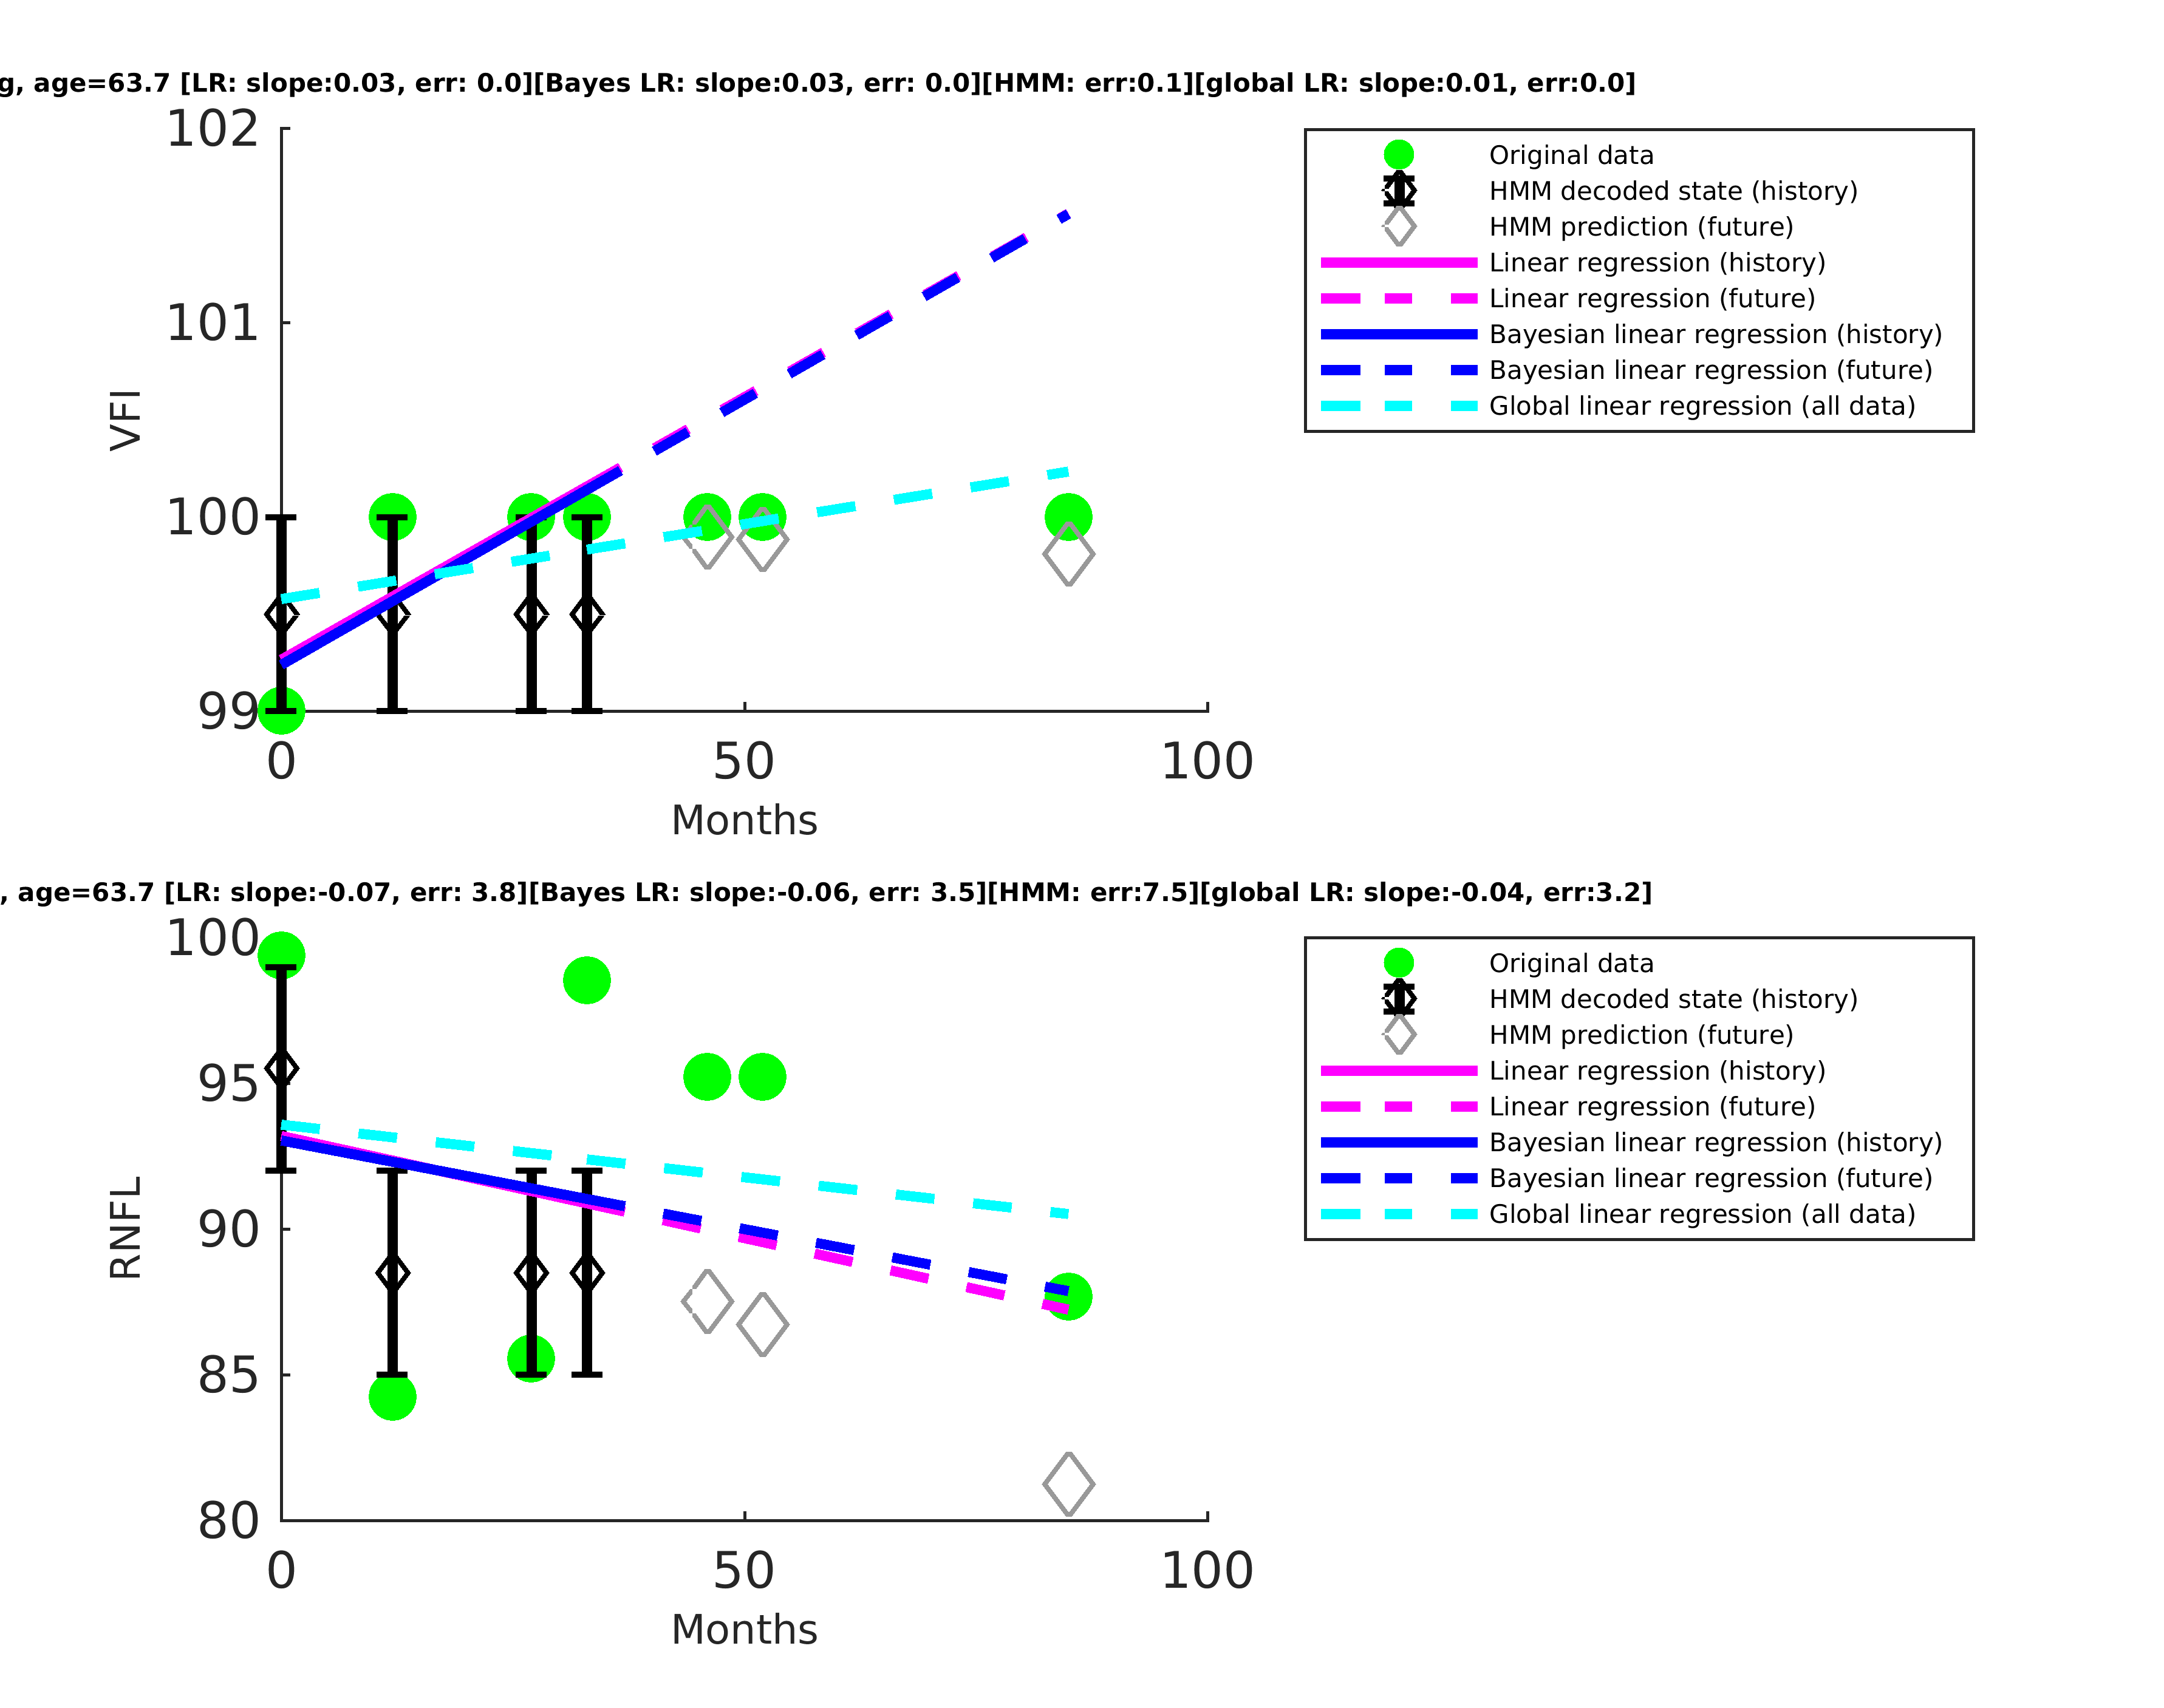 g, age=63.7 [LR: slope:0.03, err: 0.0][Bayes LR: slope:0.03, err: 0.0][HMM: err:0.1][global LR: slope:0.01, err:0.0]
102
101
100
99
VFI
0 50 100
Months
Original data
HMM decoded state (history)
HMM prediction (future)
Linear regression (history)
Linear regression (future)
Bayesian linear regression (history)
Bayesian linear regression (future)
Global linear regression (all data)
, age=63.7 [LR: slope:-0.07, err: 3.8][Bayes LR: slope:-0.06, err: 3.5][HMM: err:7.5][global LR: slope:-0.04, err:3.2]
100
95
90
85
80
RNFL
0 50 100
Months
Original data
HMM decoded state (history)
HMM prediction (future)
Linear regression (history)
Linear regression (future)
Bayesian linear regression (history)
Bayesian linear regression (future)
Global linear regression (all data)